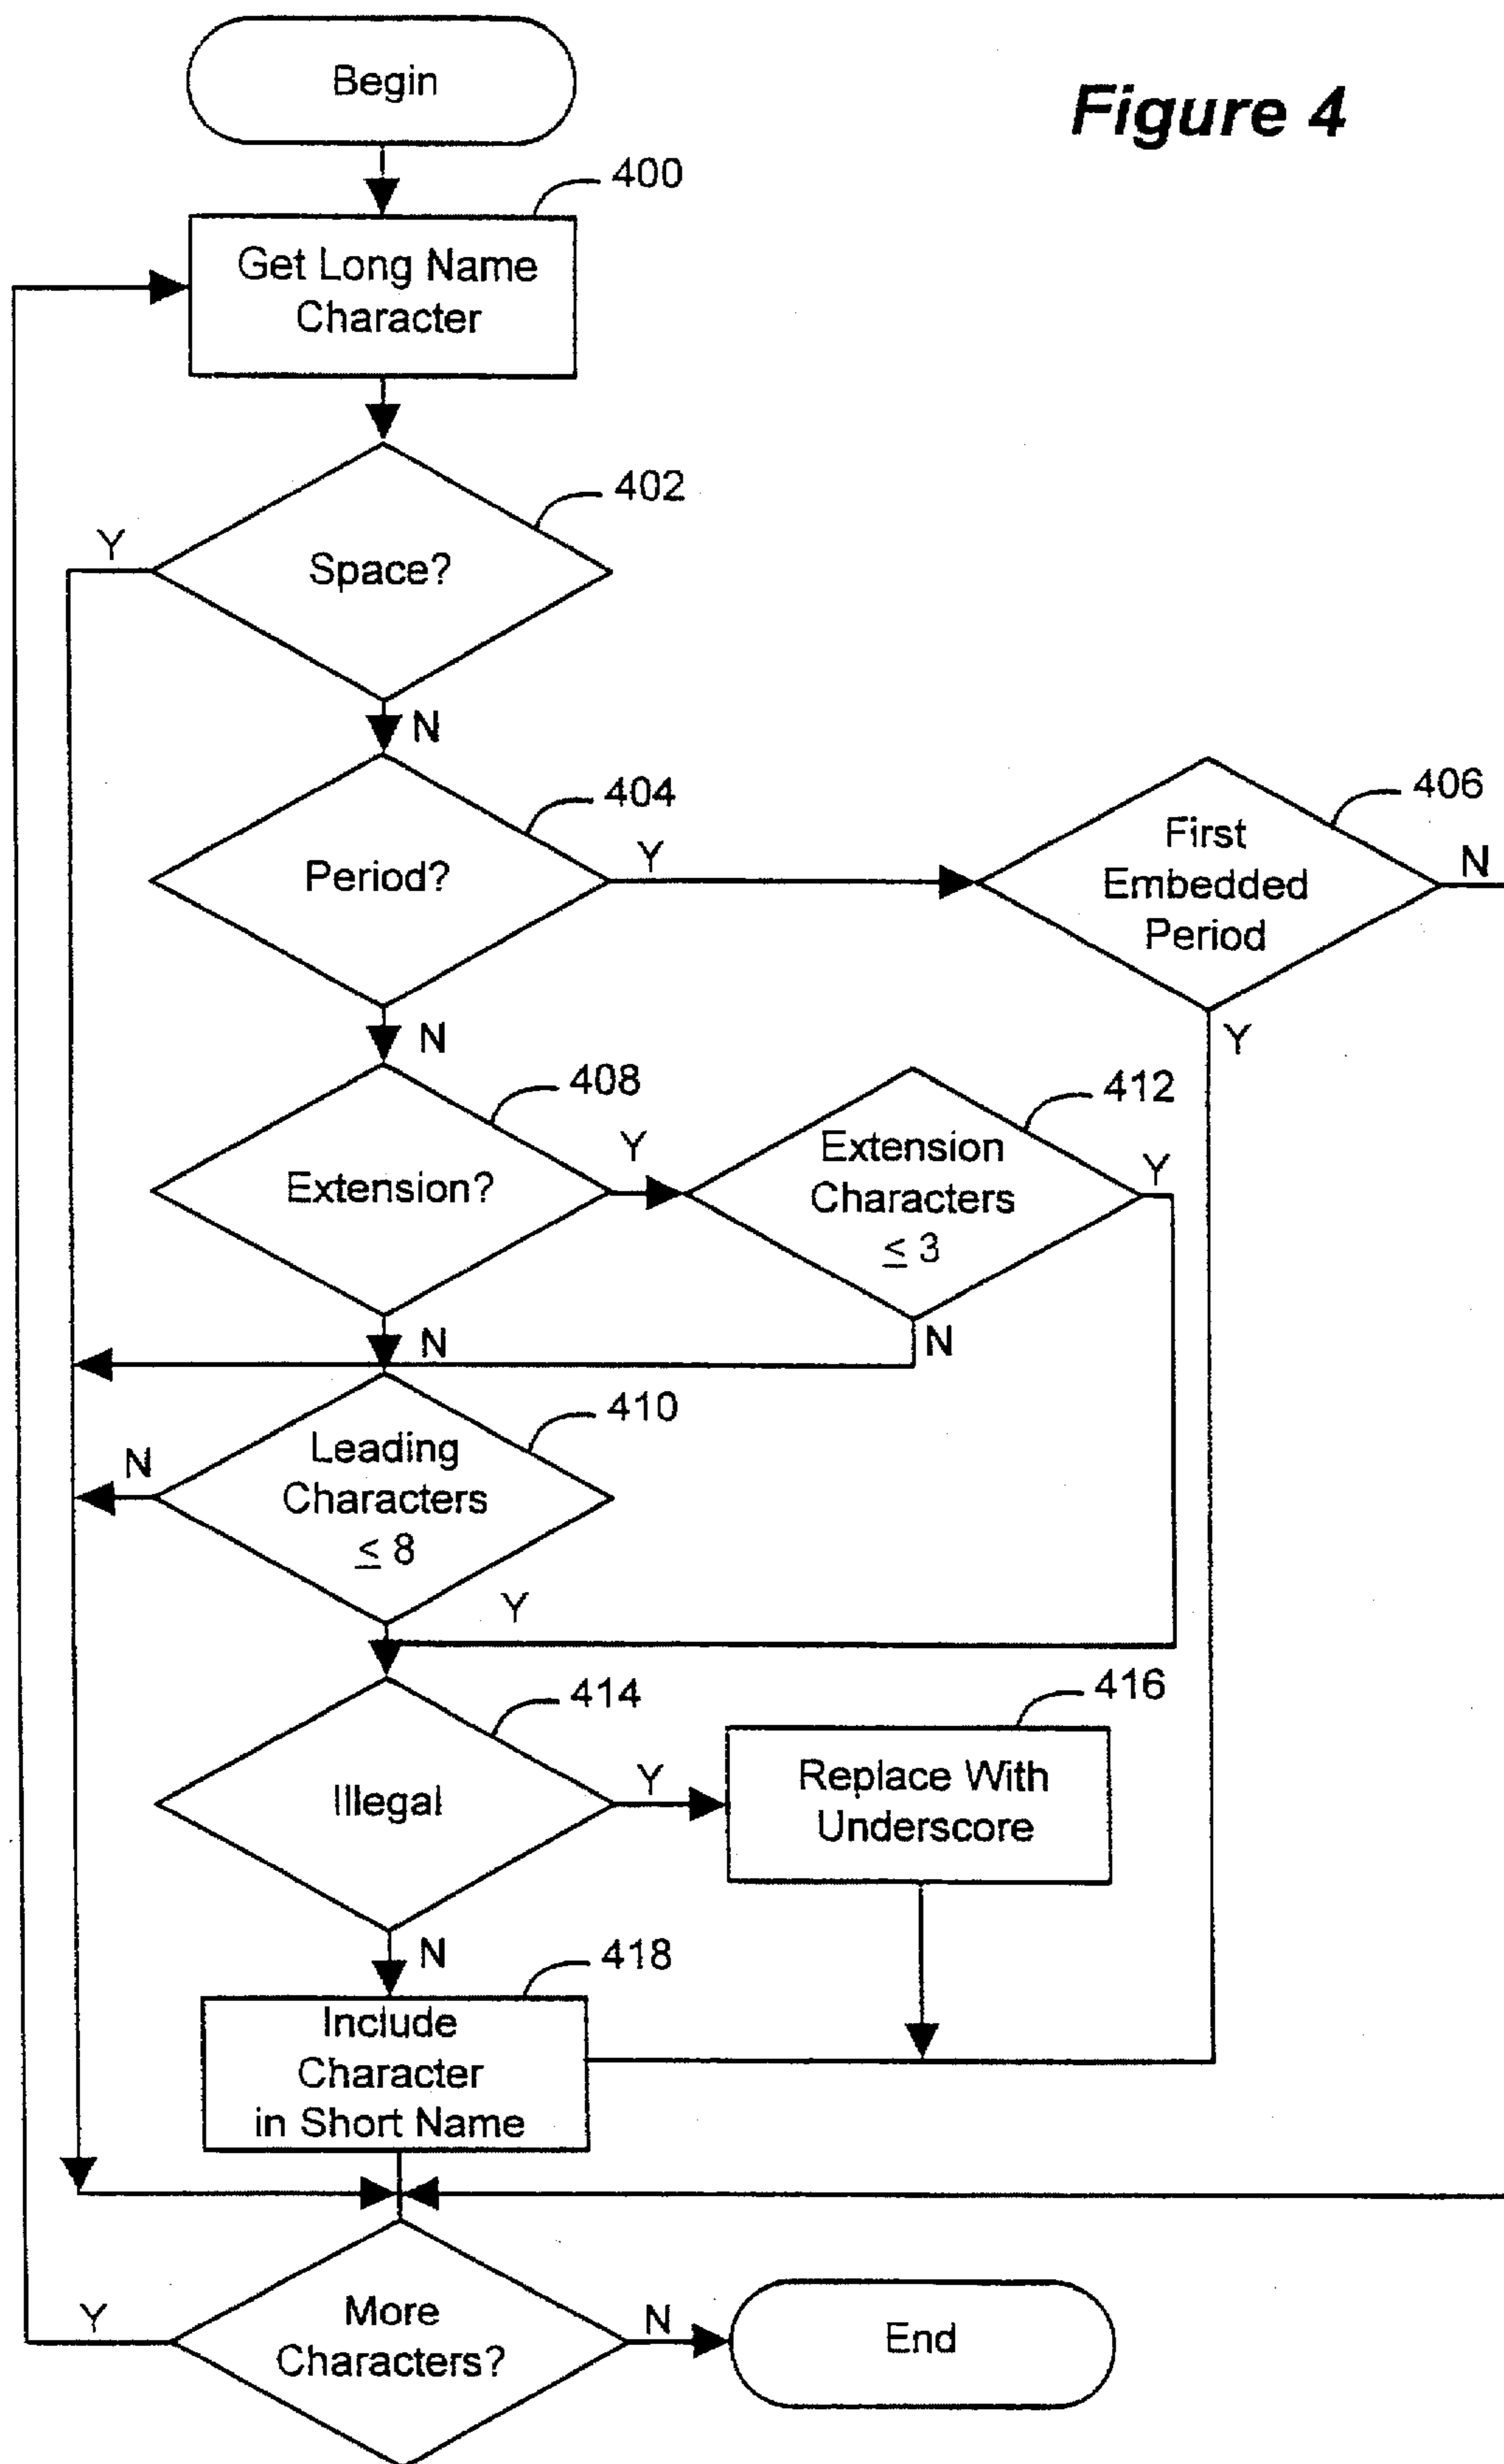 Begin
Figure 4
400
Get Long Name
Character
402
Y
Space?
N
404
406
Period?
Y
First
Embedded
Period
N
N
Y
408
412
Extension?
Y
Extension
Characters
≤ 3
Y
N
N
410
N
Leading
Characters
≤ 8
Y
414
416
Illegal
Y
Replace With
Underscore
N
418
Include
Character
in Short Name
Y
More
Characters?
N
End